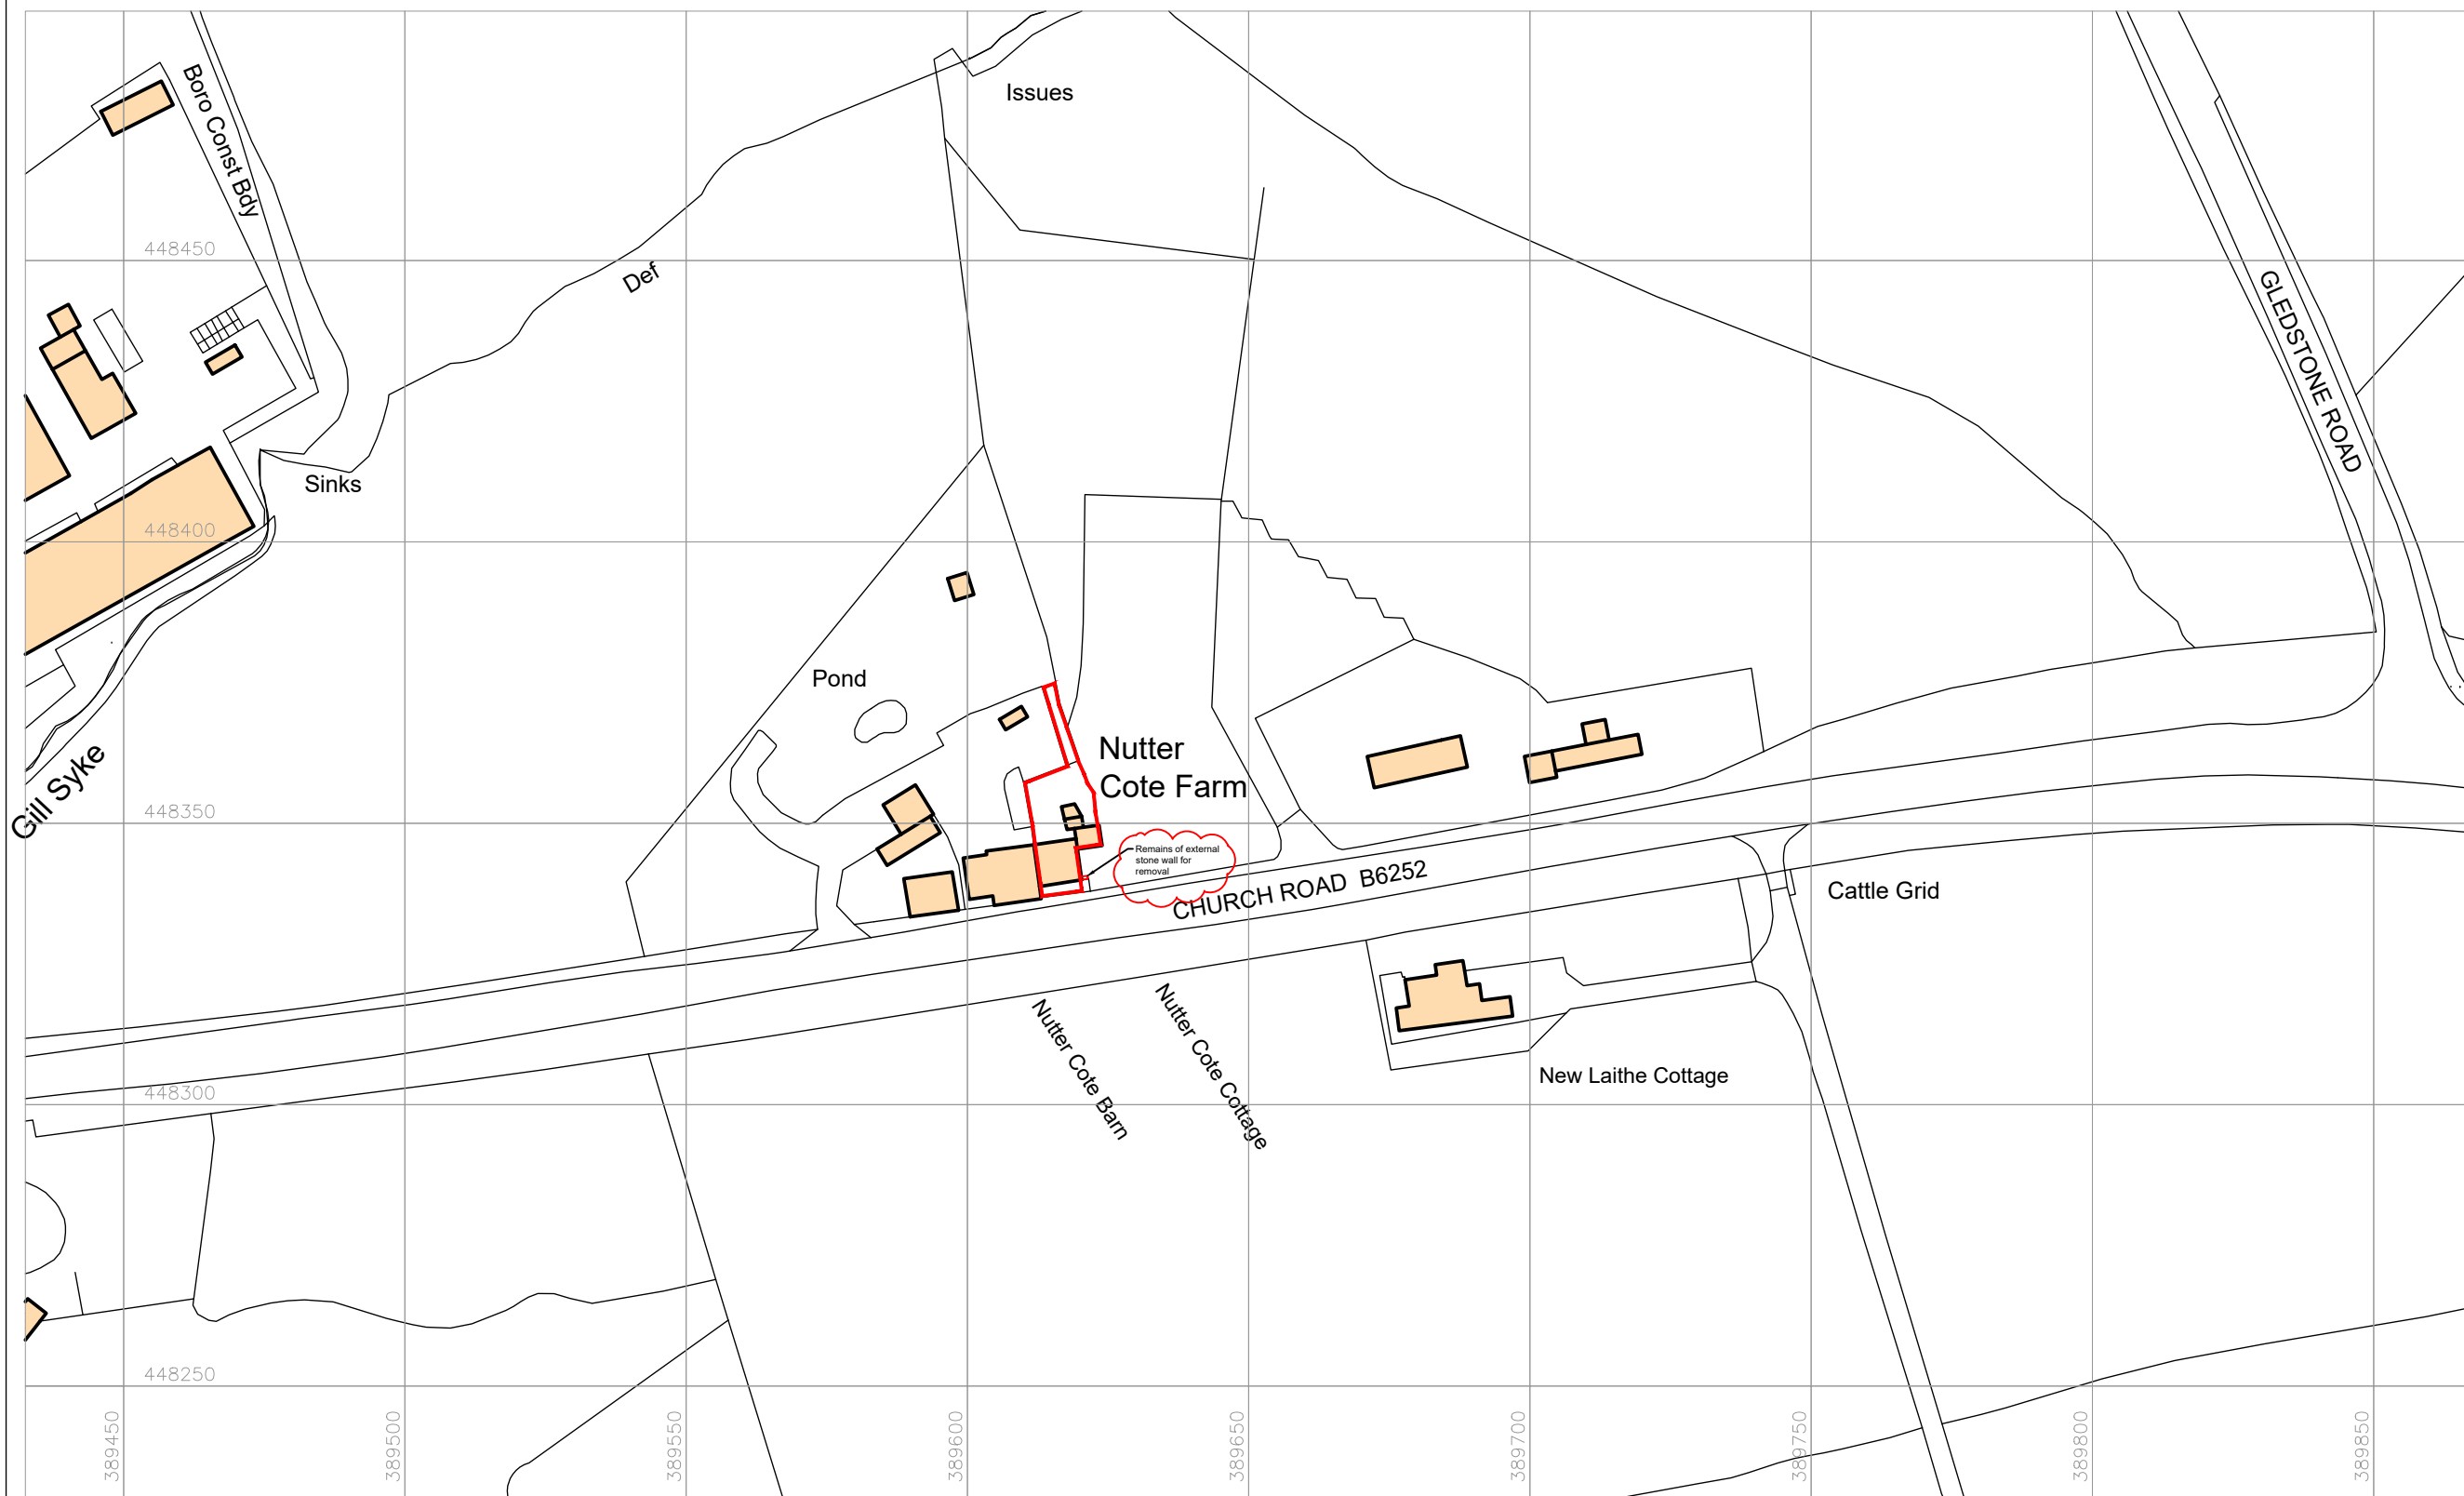 Boro Const Bdy
Issues
448450
Def
GLEDSTONE ROAD
Sinks
448400
Pond
Nutter
Cote Farm
Gill Syke
448350
Remains of external
stone wall for
removal
CHURCH ROAD B6252
Cattle Grid
Nutter Cote Barn
Nutter Cote Cottage
New Laithe Cottage
448300
448250
389450
389500
389550
389600
389650
389700
389750
389800
389850